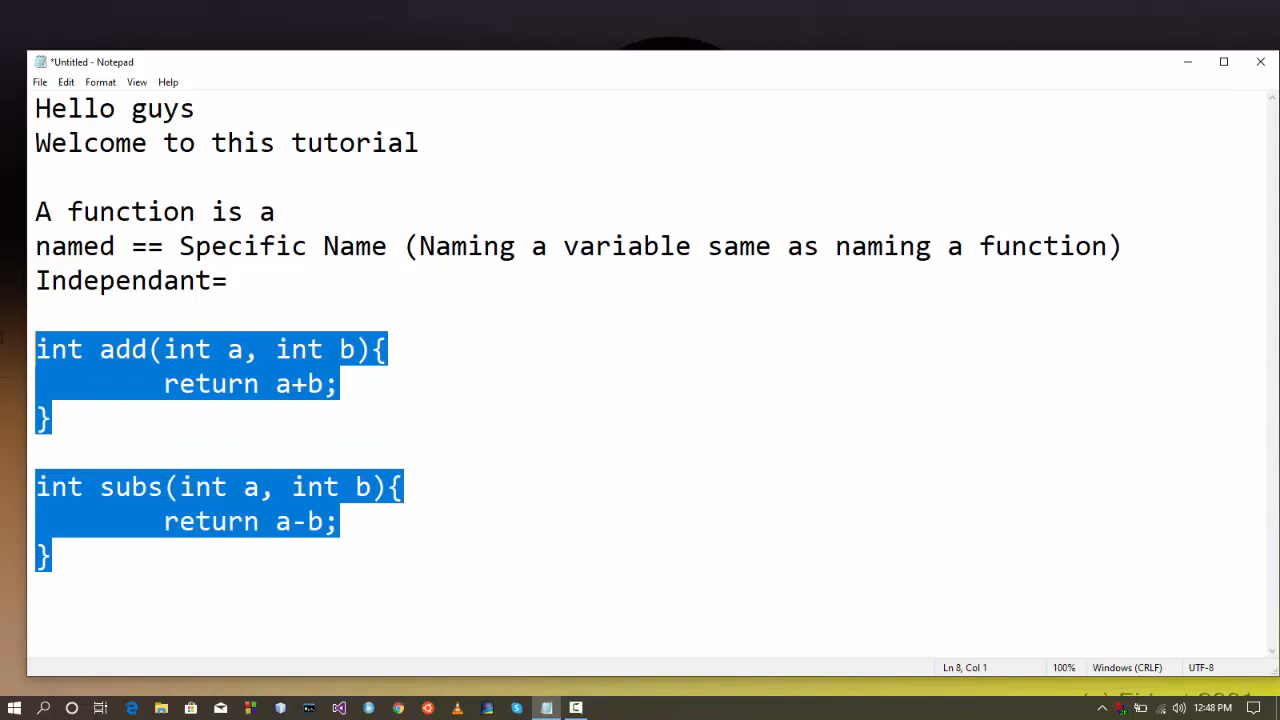 *Untitled - Notepad
File Edit Format View Help
Hello guys
Welcome to this tutorial
A function is a
named == Specific Name (Naming a variable same as naming a function)
Independant=
int add(int a, int b){
return a+b;
}
int subs(int a, int b){
return a-b;
}
Ln 8, Col 1 100% Windows (CRLF) UTF-8
12:48 PM